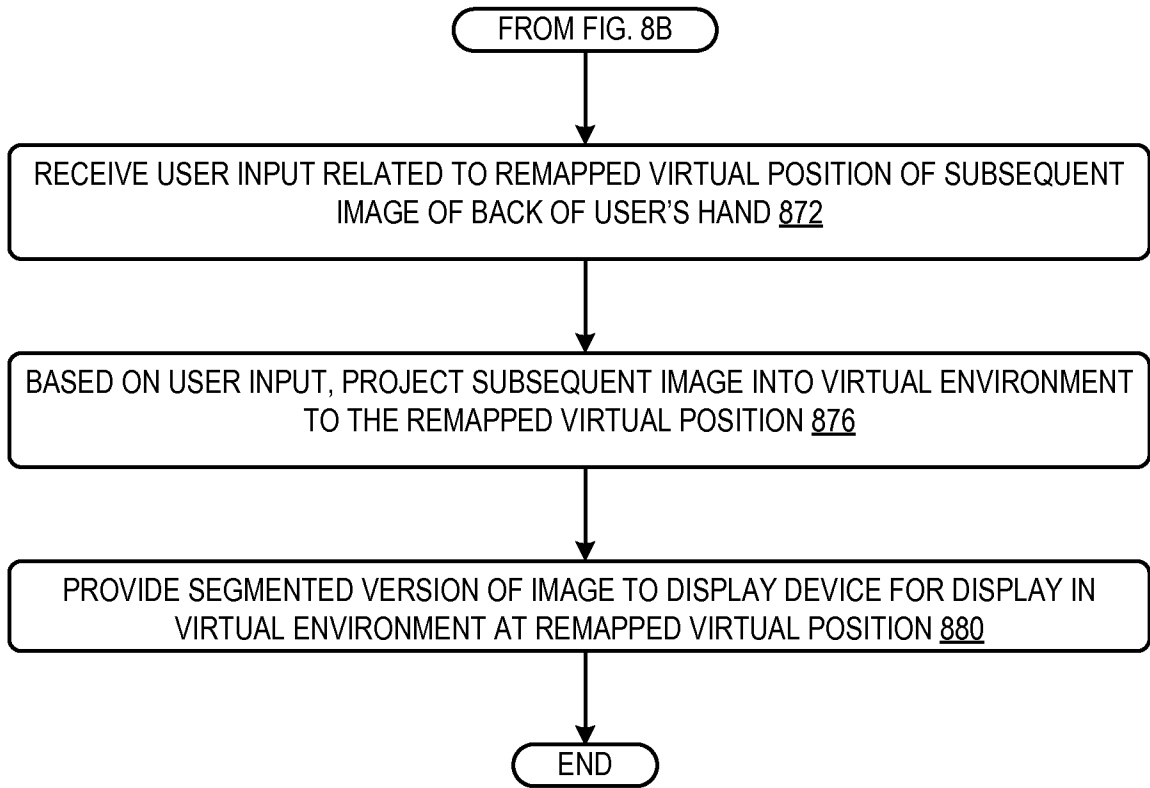 FROM FIG. 8B
RECEIVE USER INPUT RELATED TO REMAPPED VIRTUAL POSITION OF SUBSEQUENT
IMAGE OF BACK OF USER'S HAND 872
BASED ON USER INPUT, PROJECT SUBSEQUENT IMAGE INTO VIRTUAL ENVIRONMENT
TO THE REMAPPED VIRTUAL POSITION 876
PROVIDE SEGMENTED VERSION OF IMAGE TO DISPLAY DEVICE FOR DISPLAY IN
VIRTUAL ENVIRONMENT AT REMAPPED VIRTUAL POSITION 880
END